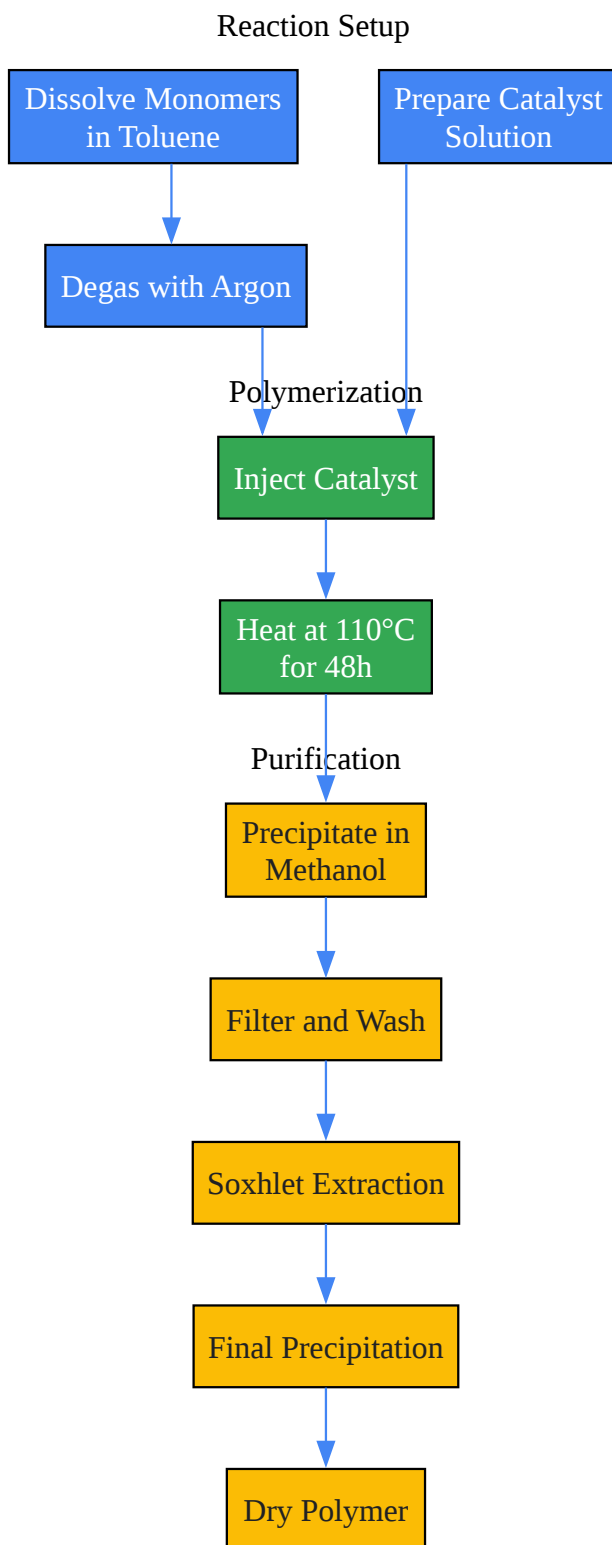 Reaction Setup
Dissolve Monomers
in Toluene
Prepare Catalyst
Solution
Degas with Argon
Polymerization
Inject Catalyst
Heat at 110°C
for 48h
Purification
Precipitate in
Methanol
Filter and Wash
Soxhlet Extraction
Final Precipitation
Dry Polymer